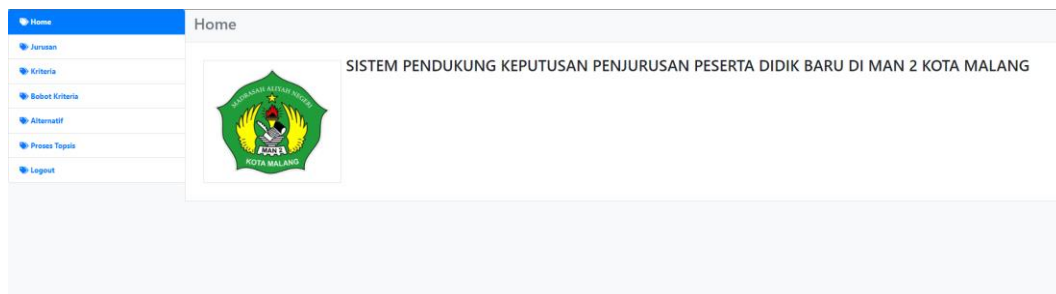 Home
Jurusan
Kriteria
Bobot Kriteria
Alternatif
Proses Topsis
Logout
Home
SISTEM PENDUKUNG KEPUTUSAN PENJURUSAN PESERTA DIDIK BARU DI MAN 2 KOTA MALANG
MADRASAH ALIYAH NEGERI
MAN 2
KOTA MALANG